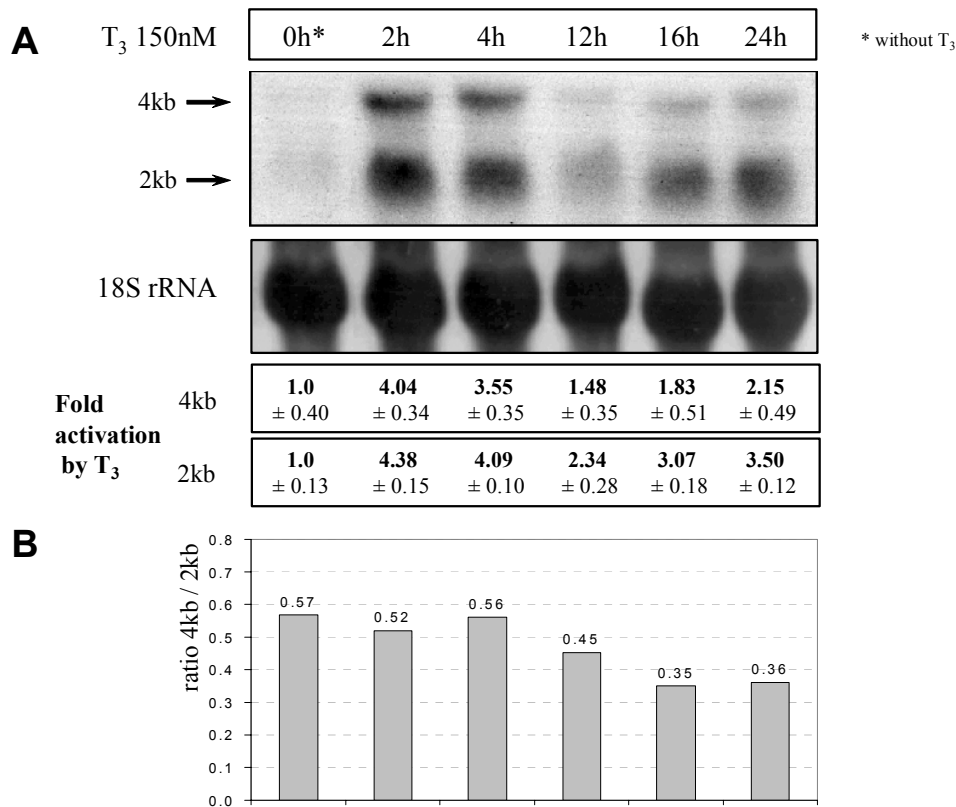 A
T₃ 150nM 0h* 2h 4h 12h 16h 24h * without T₃
4kb
2kb
18S rRNA
Fold activation by T₃
4kb 1.0 4.04 3.55 1.48 1.83 2.15
± 0.40 ± 0.34 ± 0.35 ± 0.35 ± 0.51 ± 0.49
2kb 1.0 4.38 4.09 2.34 3.07 3.50
± 0.13 ± 0.15 ± 0.10 ± 0.28 ± 0.18 ± 0.12
B
ratio 4kb / 2kb
0.8
0.7
0.6
0.5
0.4
0.3
0.2
0.1
0.0
0.57 0.52 0.56 0.45 0.35 0.36